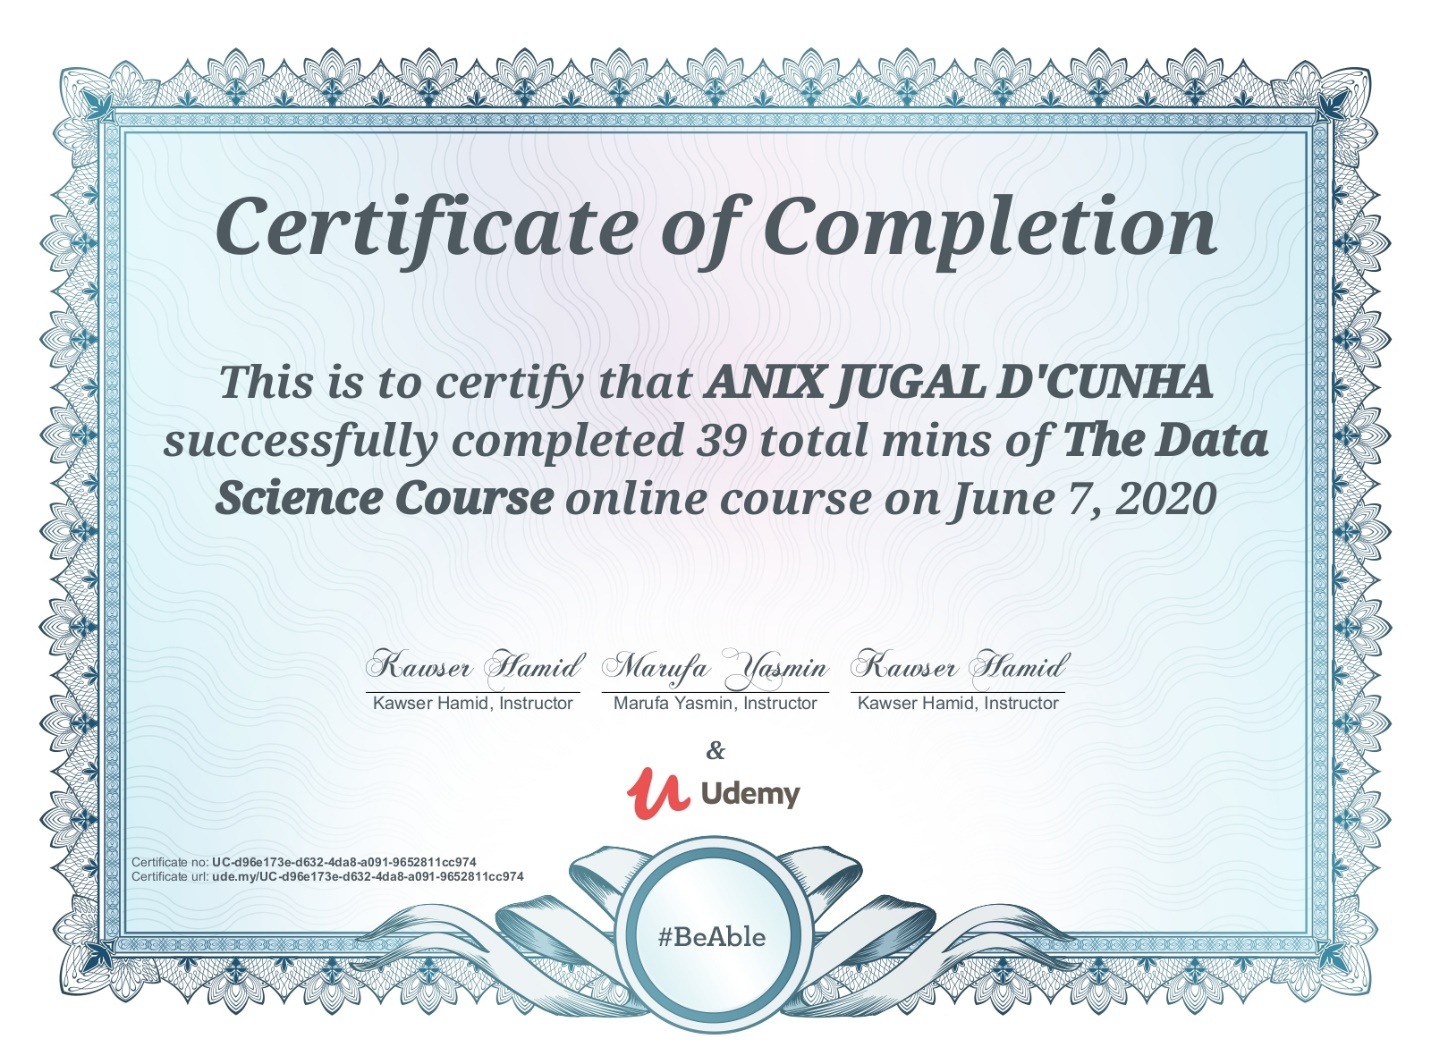 Certificate of Completion
This is to certify that ANIX JUGAL D'CUNHA
successfully completed 39 total mins of The Data
Science Course online course on June 7, 2020
Kawser Hamid Marufa Yasmin Kawser Hamid
Kawser Hamid, Instructor Marufa Yasmin, Instructor Kawser Hamid, Instructor
&
Udemy
Certificate no: UC-d96e173e-d632-4da8-a091-9652811cc974
Certificate url: ude.my/UC-d96e173e-d632-4da8-a091-9652811cc974
#BeAble